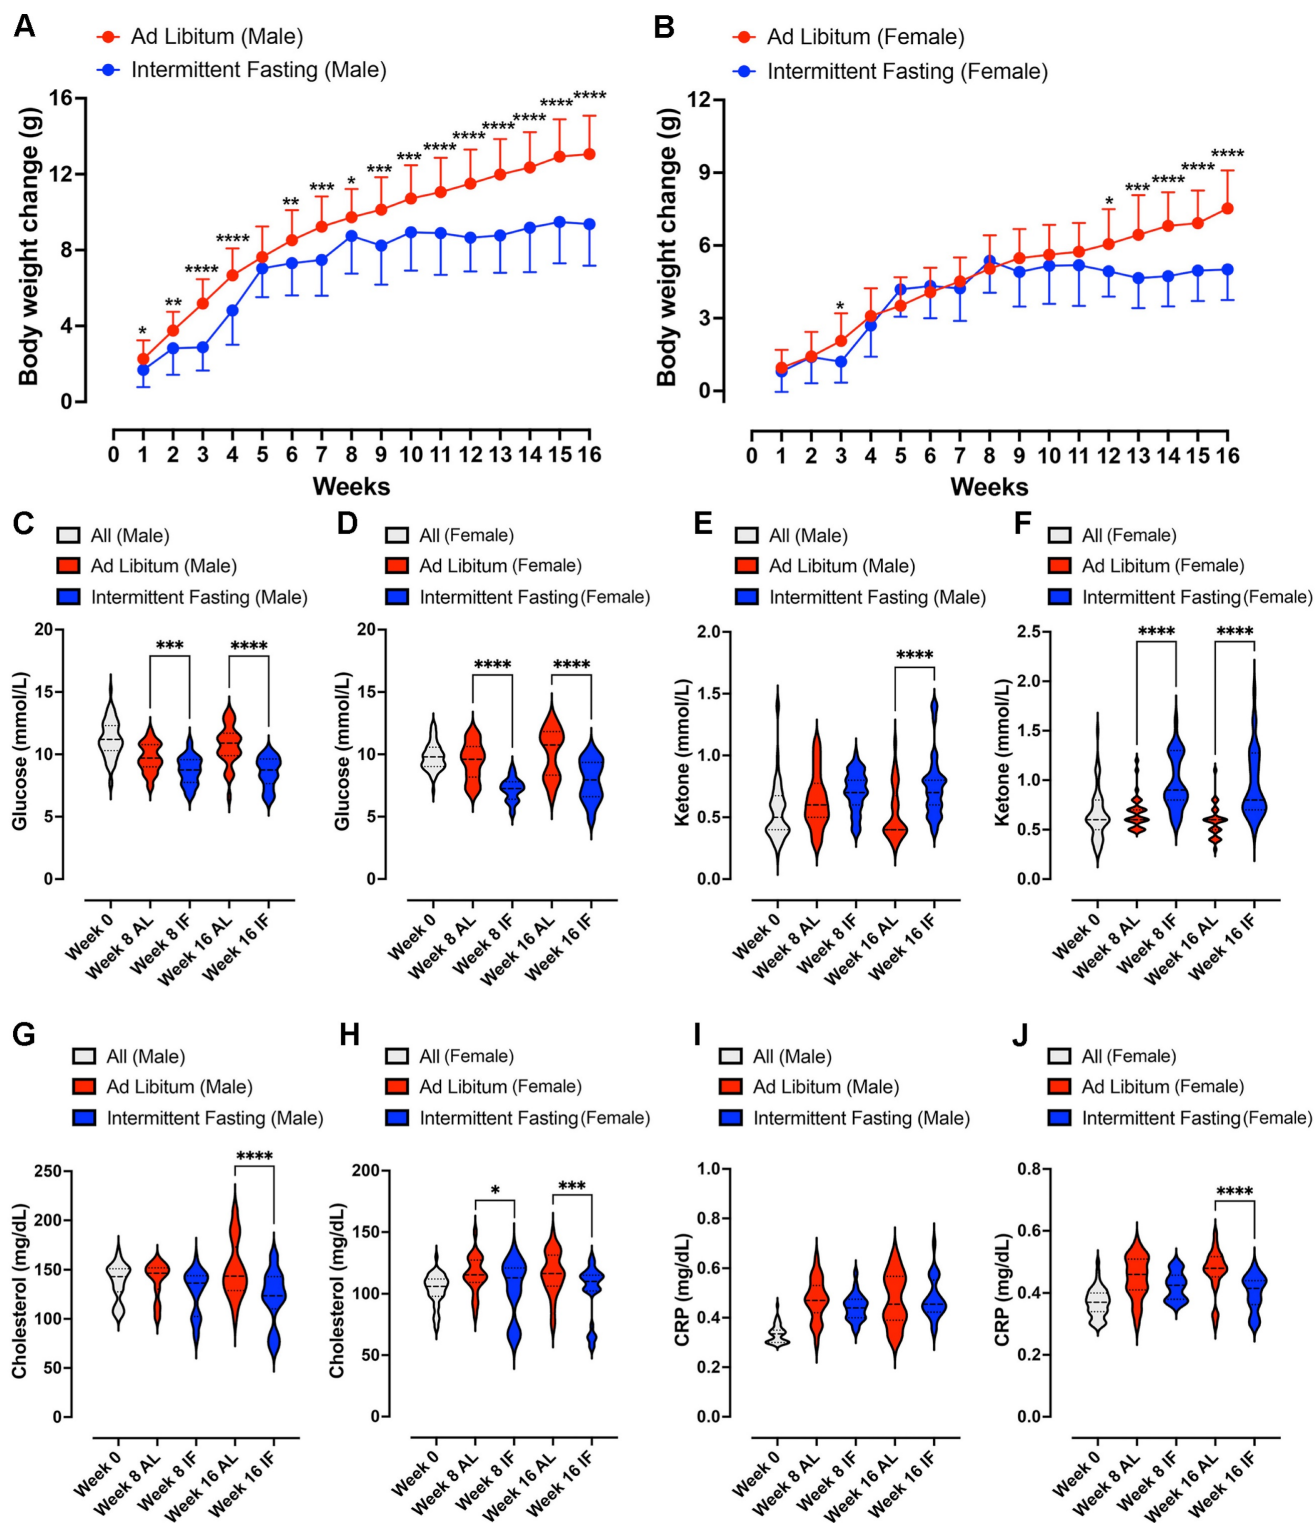 A
Ad Libitum (Male)
Intermittent Fasting (Male)
Body weight change (g)
16
12
8
4
0
* ** **** **** ** *** * *** *** **** **** **** **** **** ****
0 1 2 3 4 5 6 7 8 9 10 11 12 13 14 15 16
Weeks
B
Ad Libitum (Female)
Intermittent Fasting (Female)
Body weight change (g)
12
9
6
3
0
* * *** **** **** ****
0 1 2 3 4 5 6 7 8 9 10 11 12 13 14 15 16
Weeks
C
All (Male)
Ad Libitum (Male)
Intermittent Fasting (Male)
Glucose (mmol/L)
20
15
10
5
0
*** ****
Week 0
Week 8 AL
Week 8 IF
Week 16 AL
Week 16 IF
D
All (Female)
Ad Libitum (Female)
Intermittent Fasting (Female)
Glucose (mmol/L)
20
15
10
5
0
**** ****
Week 0
Week 8 AL
Week 8 IF
Week 16 AL
Week 16 IF
E
All (Male)
Ad Libitum (Male)
Intermittent Fasting (Male)
Ketone (mmol/L)
2.0
1.5
1.0
0.5
0.0
****
Week 0
Week 8 AL
Week 8 IF
Week 16 AL
Week 16 IF
F
All (Female)
Ad Libitum (Female)
Intermittent Fasting (Female)
Ketone (mmol/L)
2.5
2.0
1.5
1.0
0.5
0.0
**** ****
Week 0
Week 8 AL
Week 8 IF
Week 16 AL
Week 16 IF
G
All (Male)
Ad Libitum (Male)
Intermittent Fasting (Male)
Cholesterol (mg/dL)
250
200
150
100
50
0
****
Week 0
Week 8 AL
Week 8 IF
Week 16 AL
Week 16 IF
H
All (Female)
Ad Libitum (Female)
Intermittent Fasting (Female)
Cholesterol (mg/dL)
200
150
100
50
0
* ***
Week 0
Week 8 AL
Week 8 IF
Week 16 AL
Week 16 IF
I
All (Male)
Ad Libitum (Male)
Intermittent Fasting (Male)
CRP (mg/dL)
1.0
0.8
0.6
0.4
0.2
0.0
Week 0
Week 8 AL
Week 8 IF
Week 16 AL
Week 16 IF
J
All (Female)
Ad Libitum (Female)
Intermittent Fasting (Female)
CRP (mg/dL)
0.8
0.6
0.4
0.2
0.0
****
Week 0
Week 8 AL
Week 8 IF
Week 16 AL
Week 16 IF